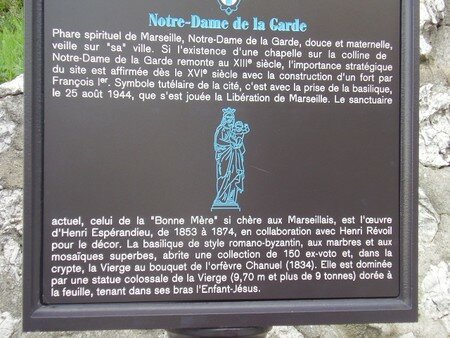 Notre-Dame de la Garde
Phare spirituel de Marseille, Notre-Dame de la Garde, douce et maternelle,
veille sur "sa" ville. Si l'existence d'une chapelle sur la colline de
Notre-Dame de la Garde remonte au XIIIe siècle, l'importance stratégique
du site est affirmée dès le XVIe siècle avec la construction d'un fort par
François Ier. Symbole tutélaire de la cité, c'est avec la prise de la basilique,
le 25 août 1944, que s'est jouée la Libération de Marseille. Le sanctuaire
actuel, celui de la "Bonne Mère" si chère aux Marseillais, est l'œuvre
d'Henri Espérandieu, de 1853 à 1874, en collaboration avec Henri Révoil
pour le décor. La basilique de style romano-byzantin, aux marbres et aux
mosaïques superbes, abrite une collection de 150 ex-voto et, dans la
crypte, la Vierge au bouquet de l'orfèvre Chanuel (1834). Elle est dominée
par une statue colossale de la Vierge (9,70 m et plus de 9 tonnes) dorée à
la feuille, tenant dans ses bras l'Enfant-Jésus.